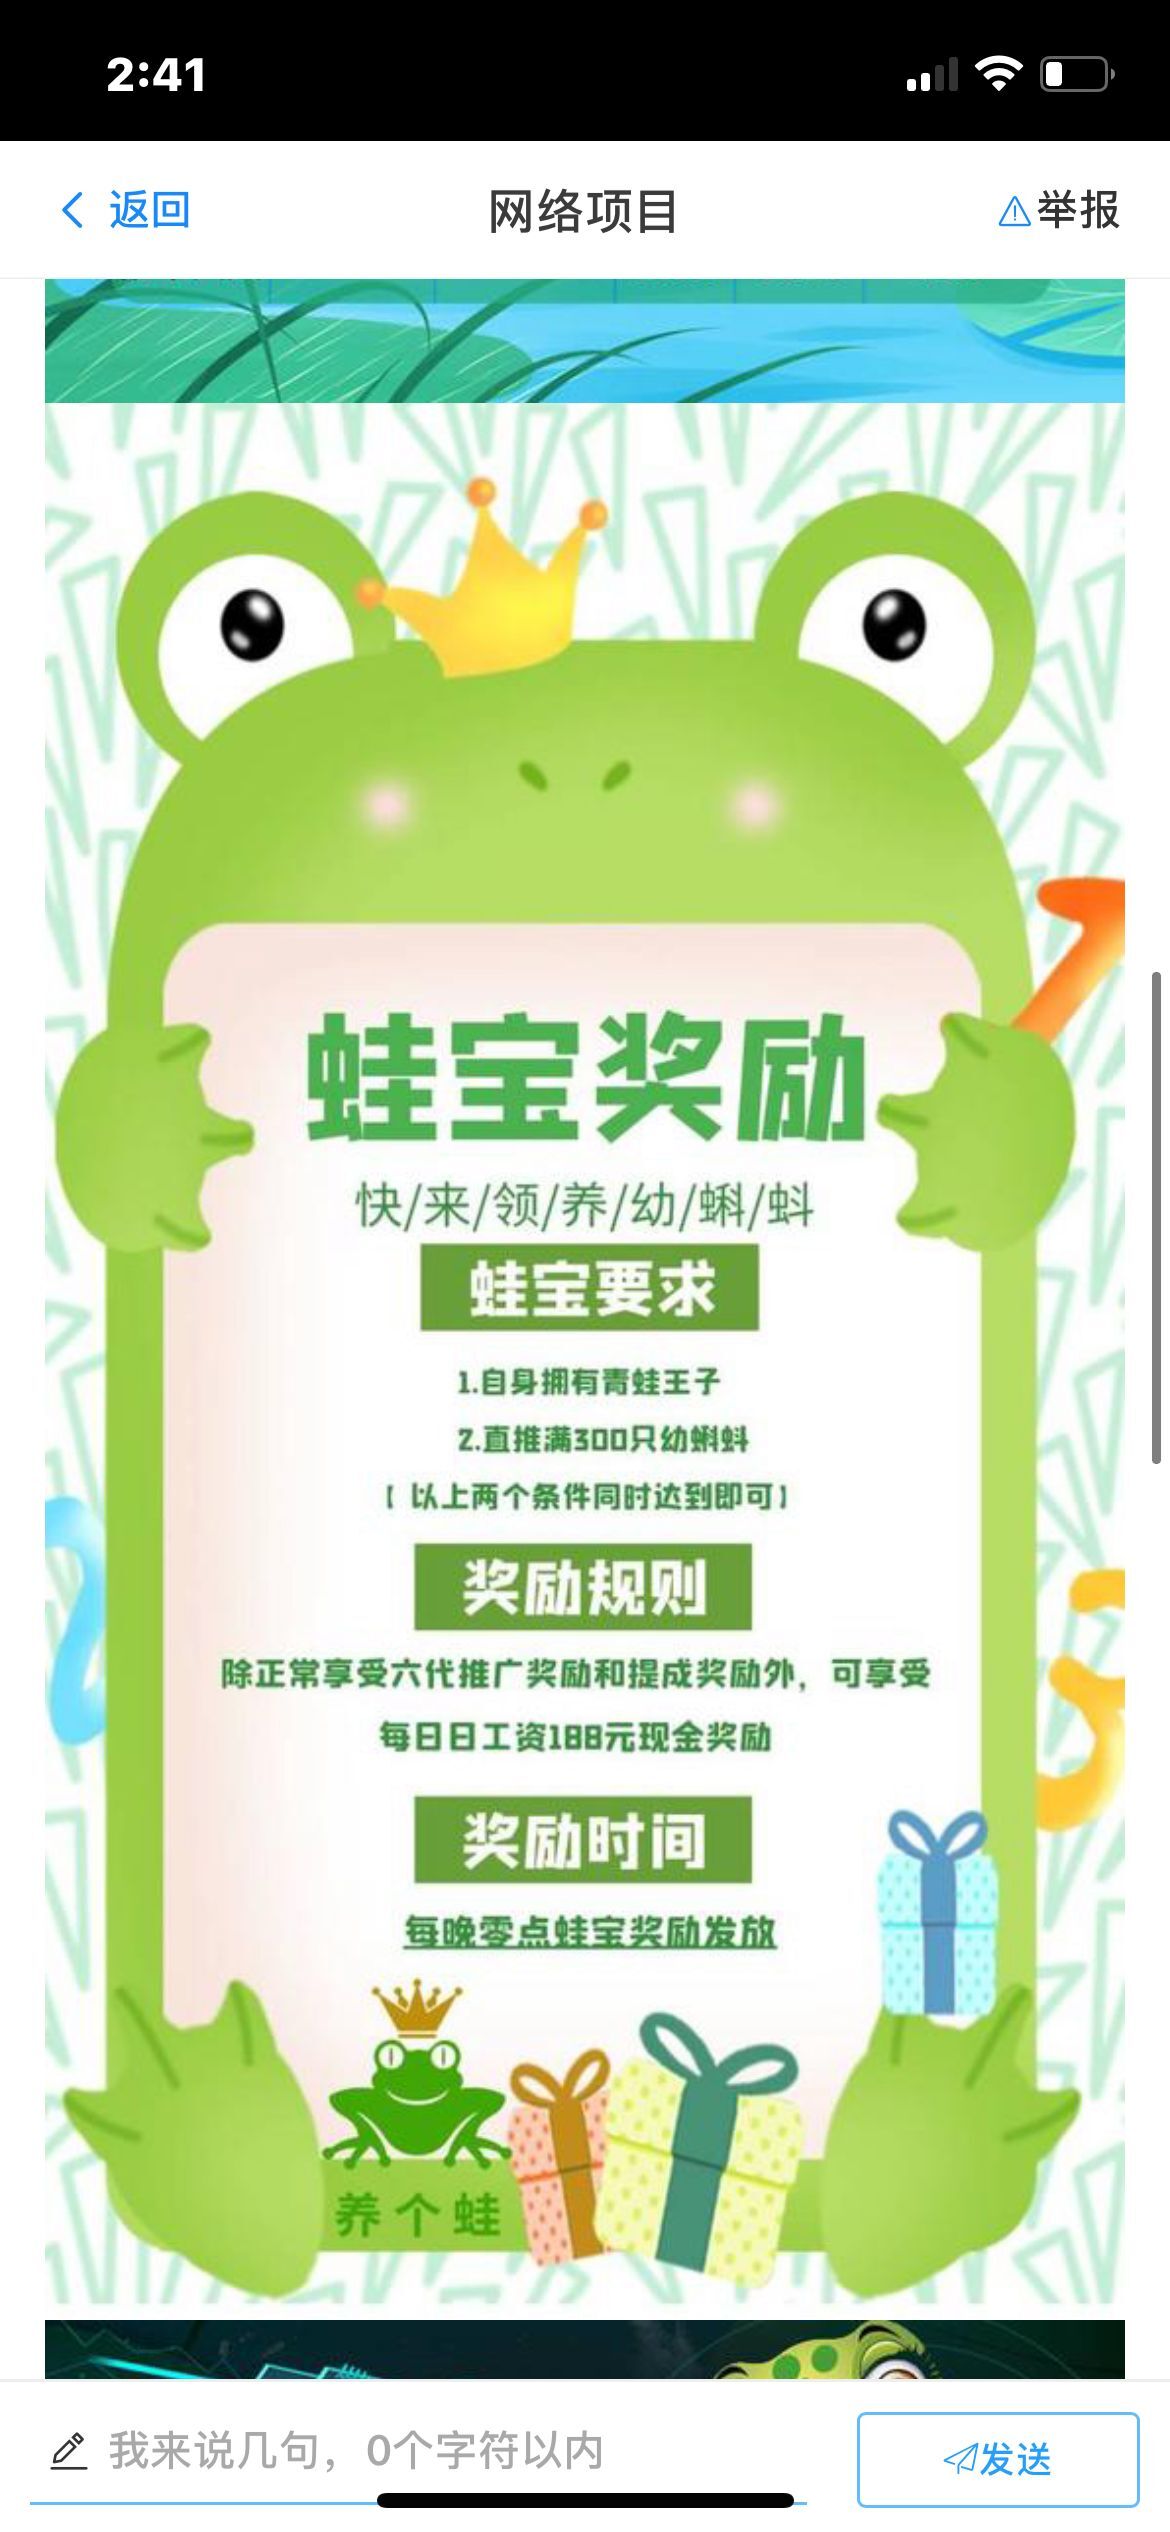 2:41
返回
网络项目
举报
蛙宝奖励
快/来/领/养/幼/蝌/蚪
蛙宝要求
1.自身拥有青蛙王子
2.直推满300只幼蝌蚪
【 以上两个条件同时达到即可】
奖励规则
除正常享受六代推广奖励和提成奖励外，可享受
每日日工资188元现金奖励
奖励时间
每晚零点蛙宝奖励发放
养个蛙
我来说几句，0个字符以内
发送